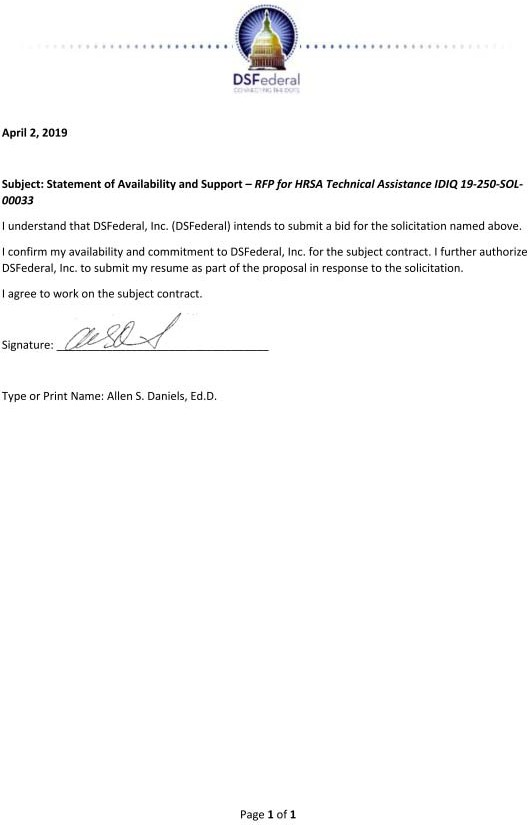 DSFederal
CONNECTING THE DOTS
April 2, 2019
Subject: Statement of Availability and Support – RFP for HRSA Technical Assistance IDIQ 19-250-SOL-
00033
I understand that DSFederal, Inc. (DSFederal) intends to submit a bid for the solicitation named above.
I confirm my availability and commitment to DSFederal, Inc. for the subject contract. I further authorize
DSFederal, Inc. to submit my resume as part of the proposal in response to the solicitation.
I agree to work on the subject contract.
Signature:
Type or Print Name: Allen S. Daniels, Ed.D.
Page 1 of 1